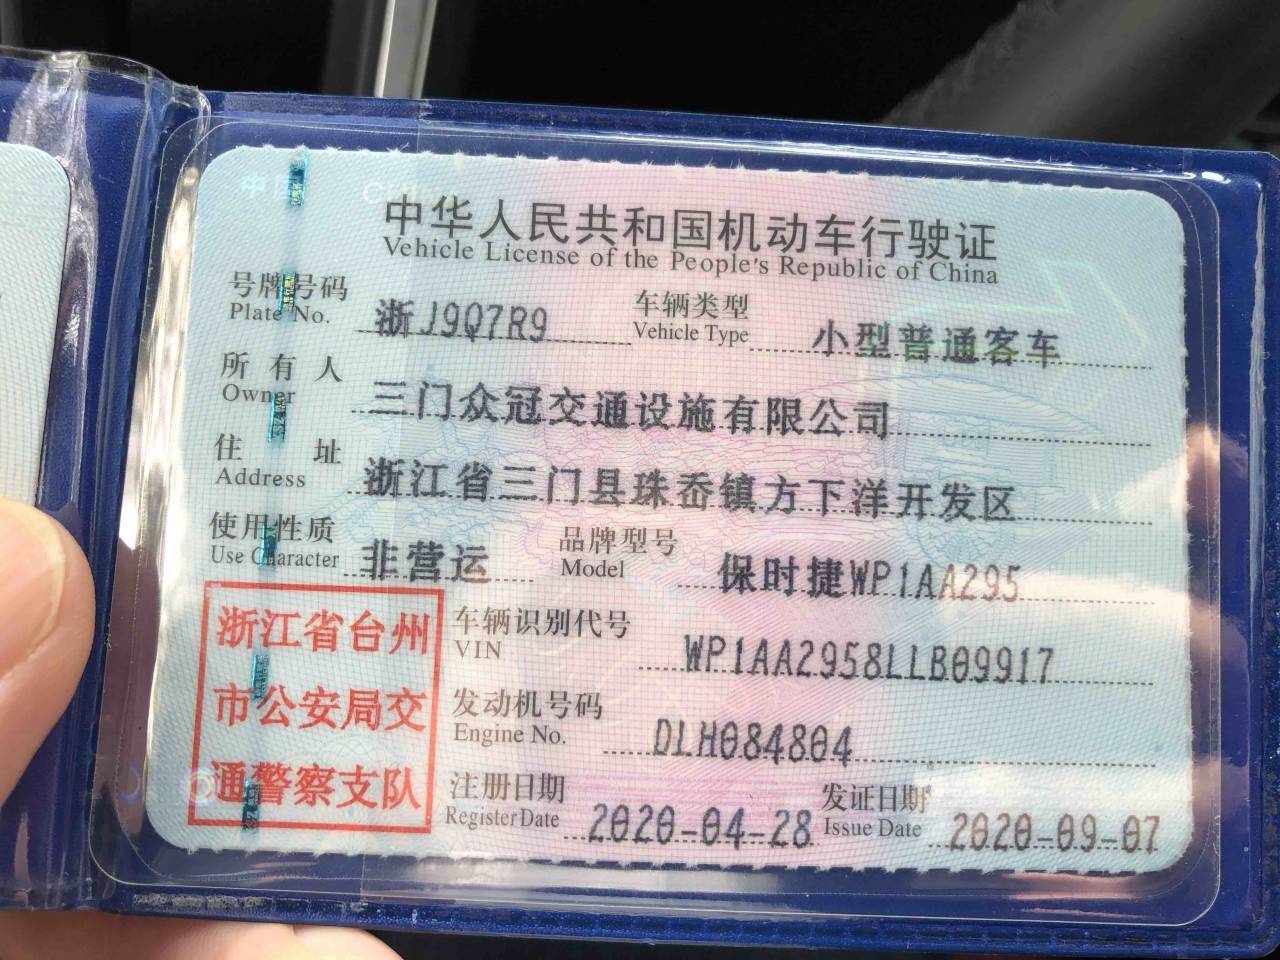 中华人民共和国机动车行驶证
Vehicle License of the People's Republic of China
号牌号码 浙J9Q7R9 车辆类型 小型普通客车
Plate No. Vehicle Type
所有人 三门众冠交通设施有限公司
Owner
住址 浙江省三门县珠岙镇方下洋开发区
Address
使用性质 非营运 品牌型号 保时捷WP1AA295
Use Character Model
浙江省台州
市公安局交
通警察支队
车辆识别代号 WP1AA2958LLB09917
VIN
发动机号码 DLH084804
Engine No.
注册日期 2020-04-28 发证日期 2020-09-07
Register Date Issue Date